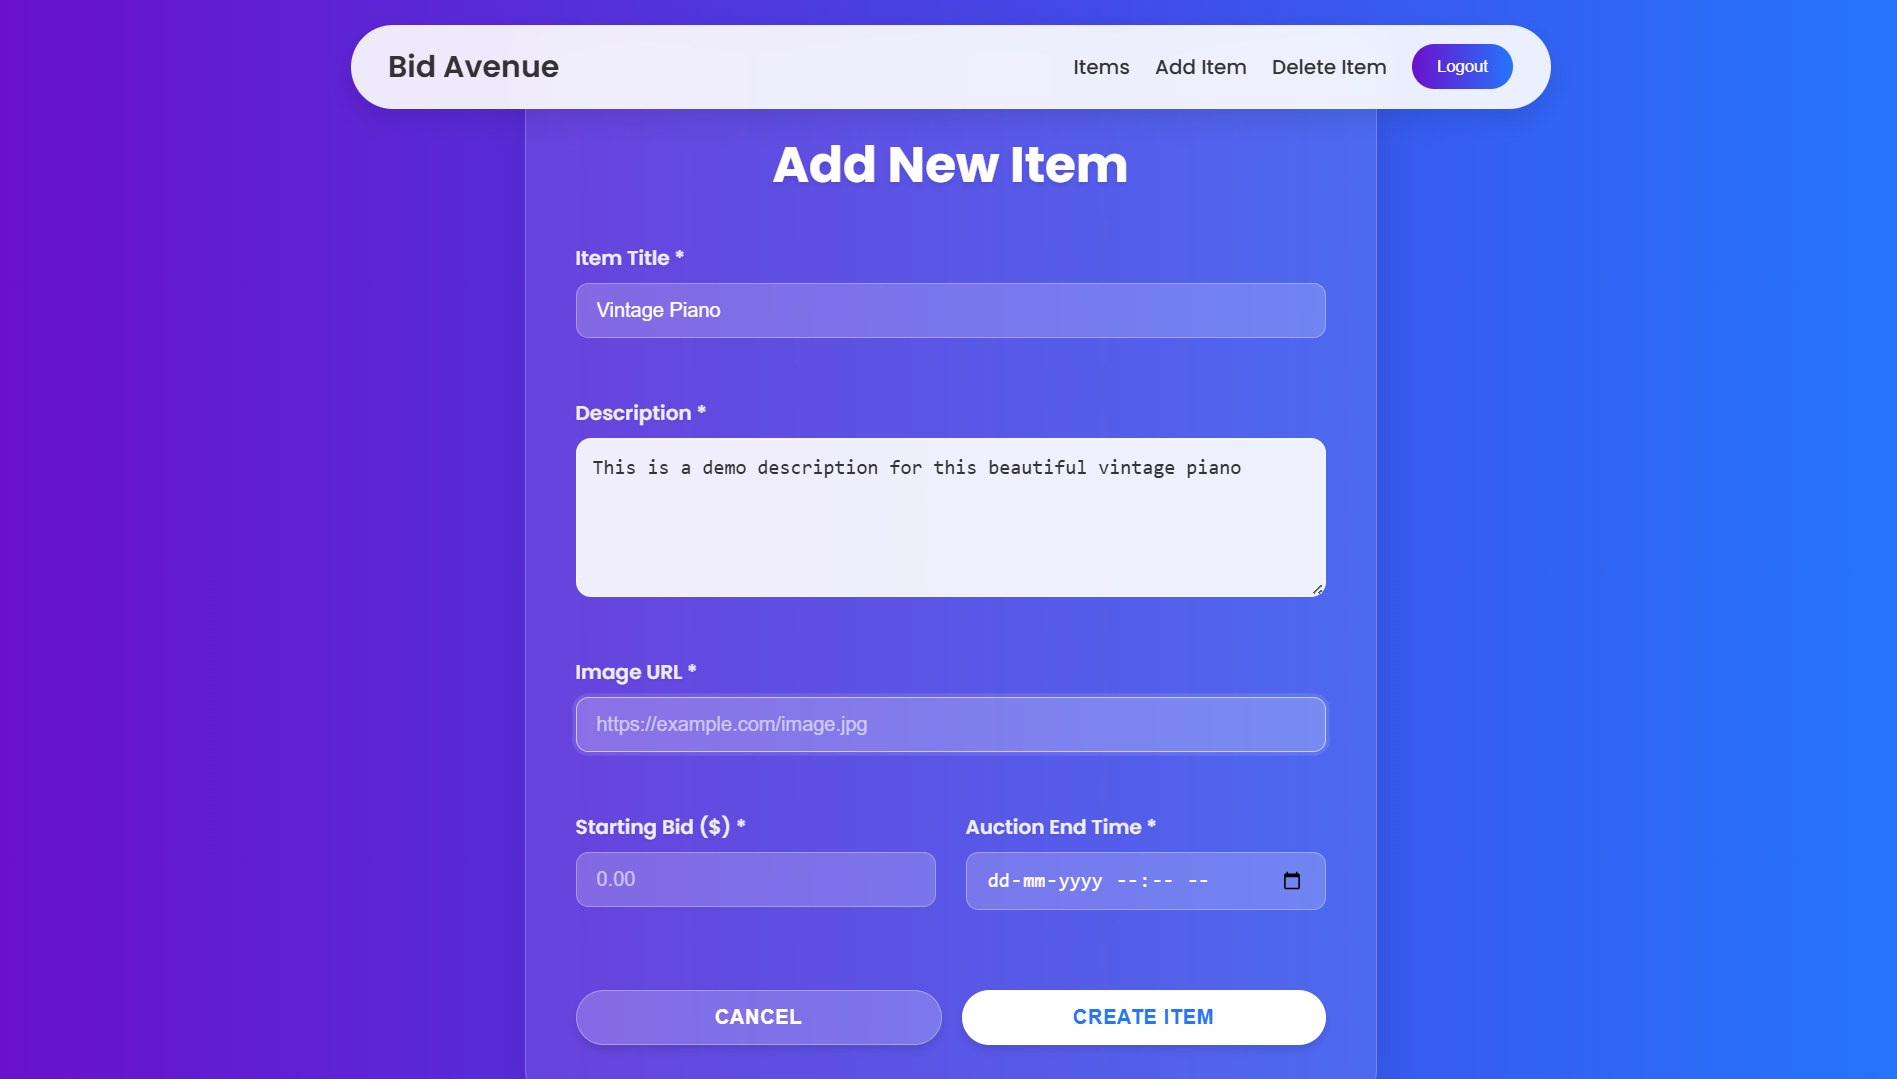 Bid Avenue
Items Add Item Delete Item Logout
Add New Item
Item Title *
Vintage Piano
Description *
This is a demo description for this beautiful vintage piano
Image URL *
https://example.com/image.jpg
Starting Bid ($) * Auction End Time *
0.00 dd-mm-yyyy --:-- --
CANCEL CREATE ITEM